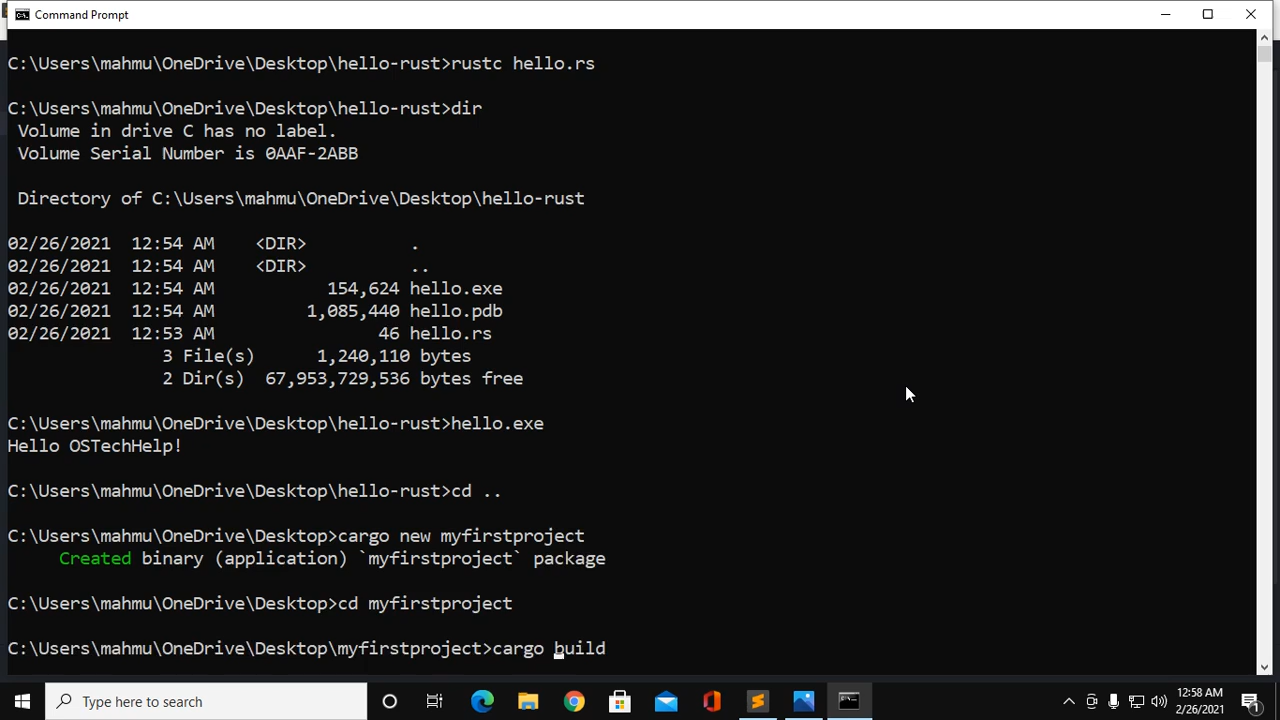 Command Prompt
C:\Users\mahmu\OneDrive\Desktop\hello-rust>rustc hello.rs
C:\Users\mahmu\OneDrive\Desktop\hello-rust>dir
Volume in drive C has no label.
Volume Serial Number is 0AAF-2ABB
Directory of C:\Users\mahmu\OneDrive\Desktop\hello-rust
02/26/2021  12:54 AM    <DIR>          .
02/26/2021  12:54 AM    <DIR>          ..
02/26/2021  12:54 AM           154,624 hello.exe
02/26/2021  12:54 AM         1,085,440 hello.pdb
02/26/2021  12:53 AM                46 hello.rs
3 File(s)      1,240,110 bytes
2 Dir(s)  67,953,729,536 bytes free
C:\Users\mahmu\OneDrive\Desktop\hello-rust>hello.exe
Hello OSTechHelp!
C:\Users\mahmu\OneDrive\Desktop\hello-rust>cd ..
C:\Users\mahmu\OneDrive\Desktop>cargo new myfirstproject
Created binary (application) `myfirstproject` package
C:\Users\mahmu\OneDrive\Desktop>cd myfirstproject
C:\Users\mahmu\OneDrive\Desktop\myfirstproject>cargo build
Type here to search
12:58 AM
2/26/2021
1